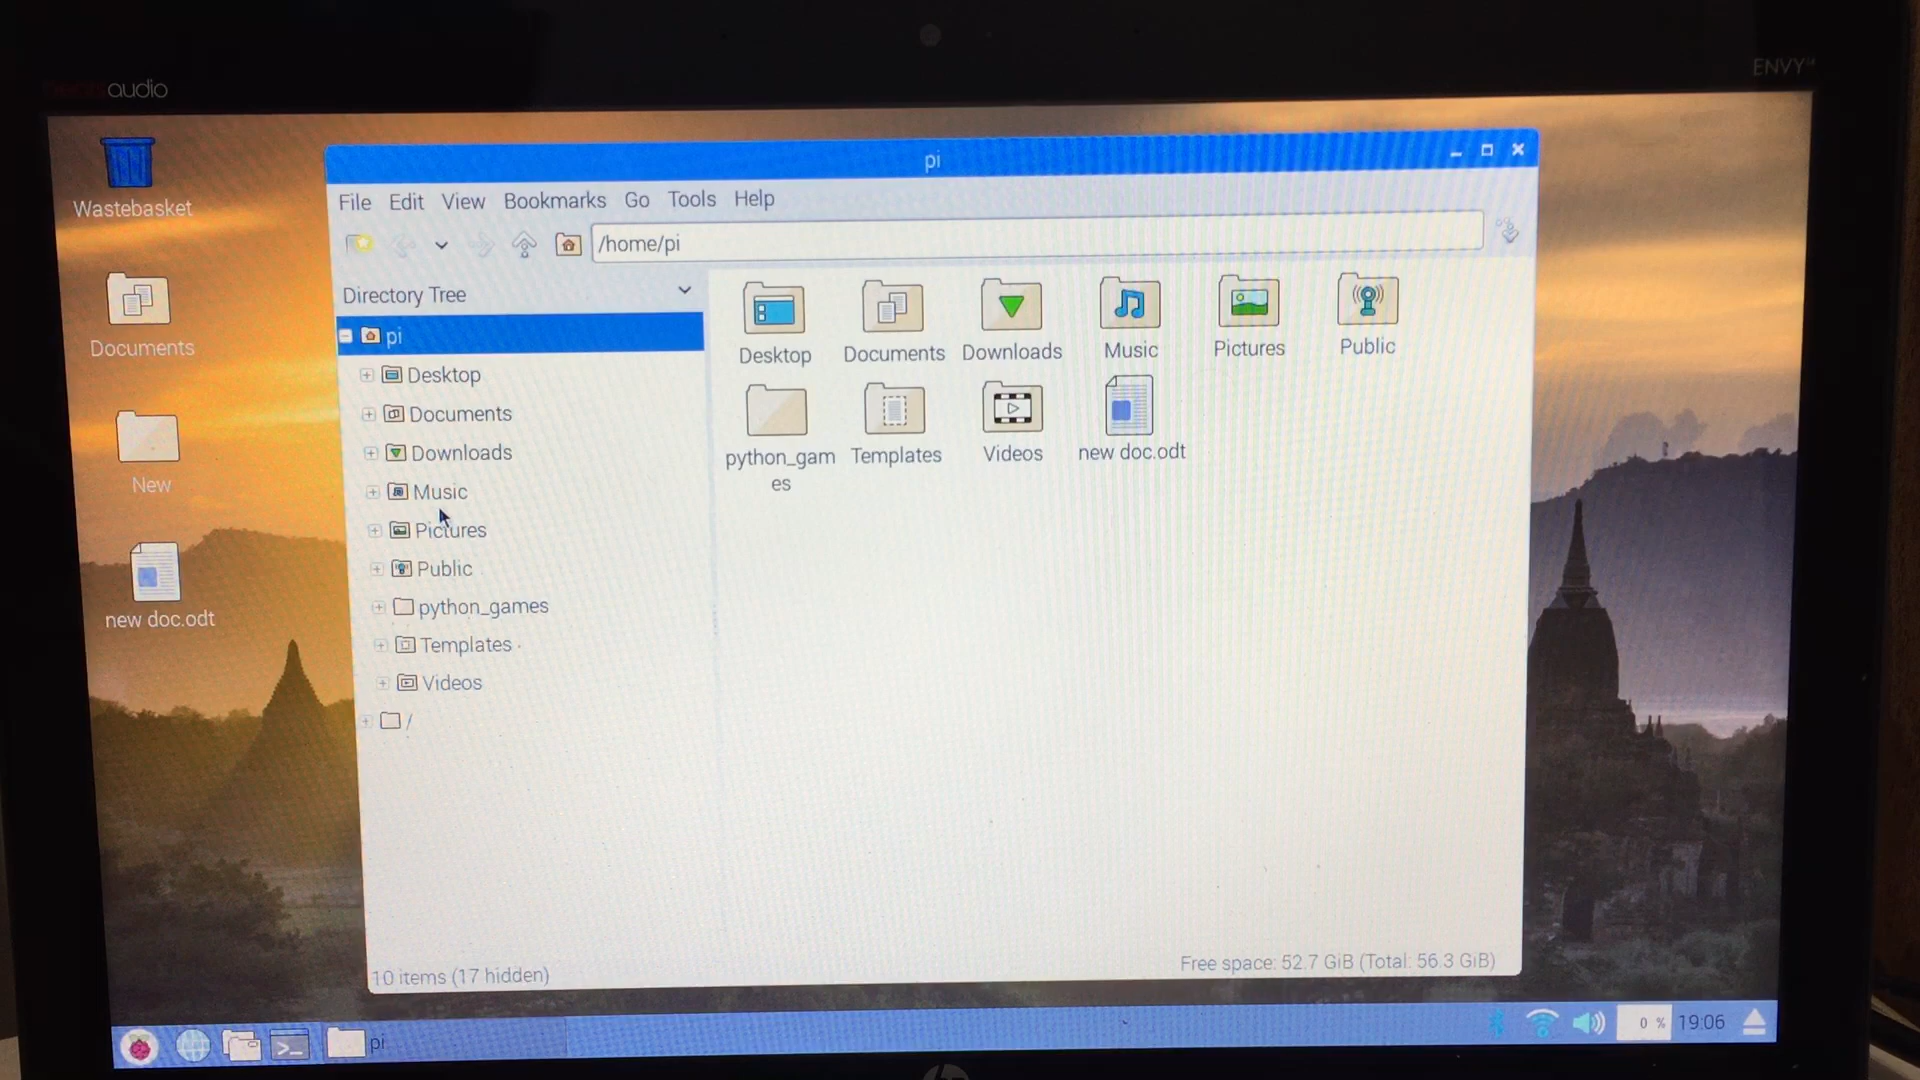 audio
ENVY14
pi
File Edit View Bookmarks Go Tools Help
/home/pi
Directory Tree
pi
Desktop
Documents
Downloads
Music
Pictures
Public
python_games
Templates
Videos
/
Desktop Documents Downloads Music Pictures Public
python_games Templates Videos new doc.odt
10 items (17 hidden)
Free space: 52.7 GiB (Total: 56.3 GiB)
Wastebasket
Documents
New
new doc.odt
pi
0 %
19:06
hp